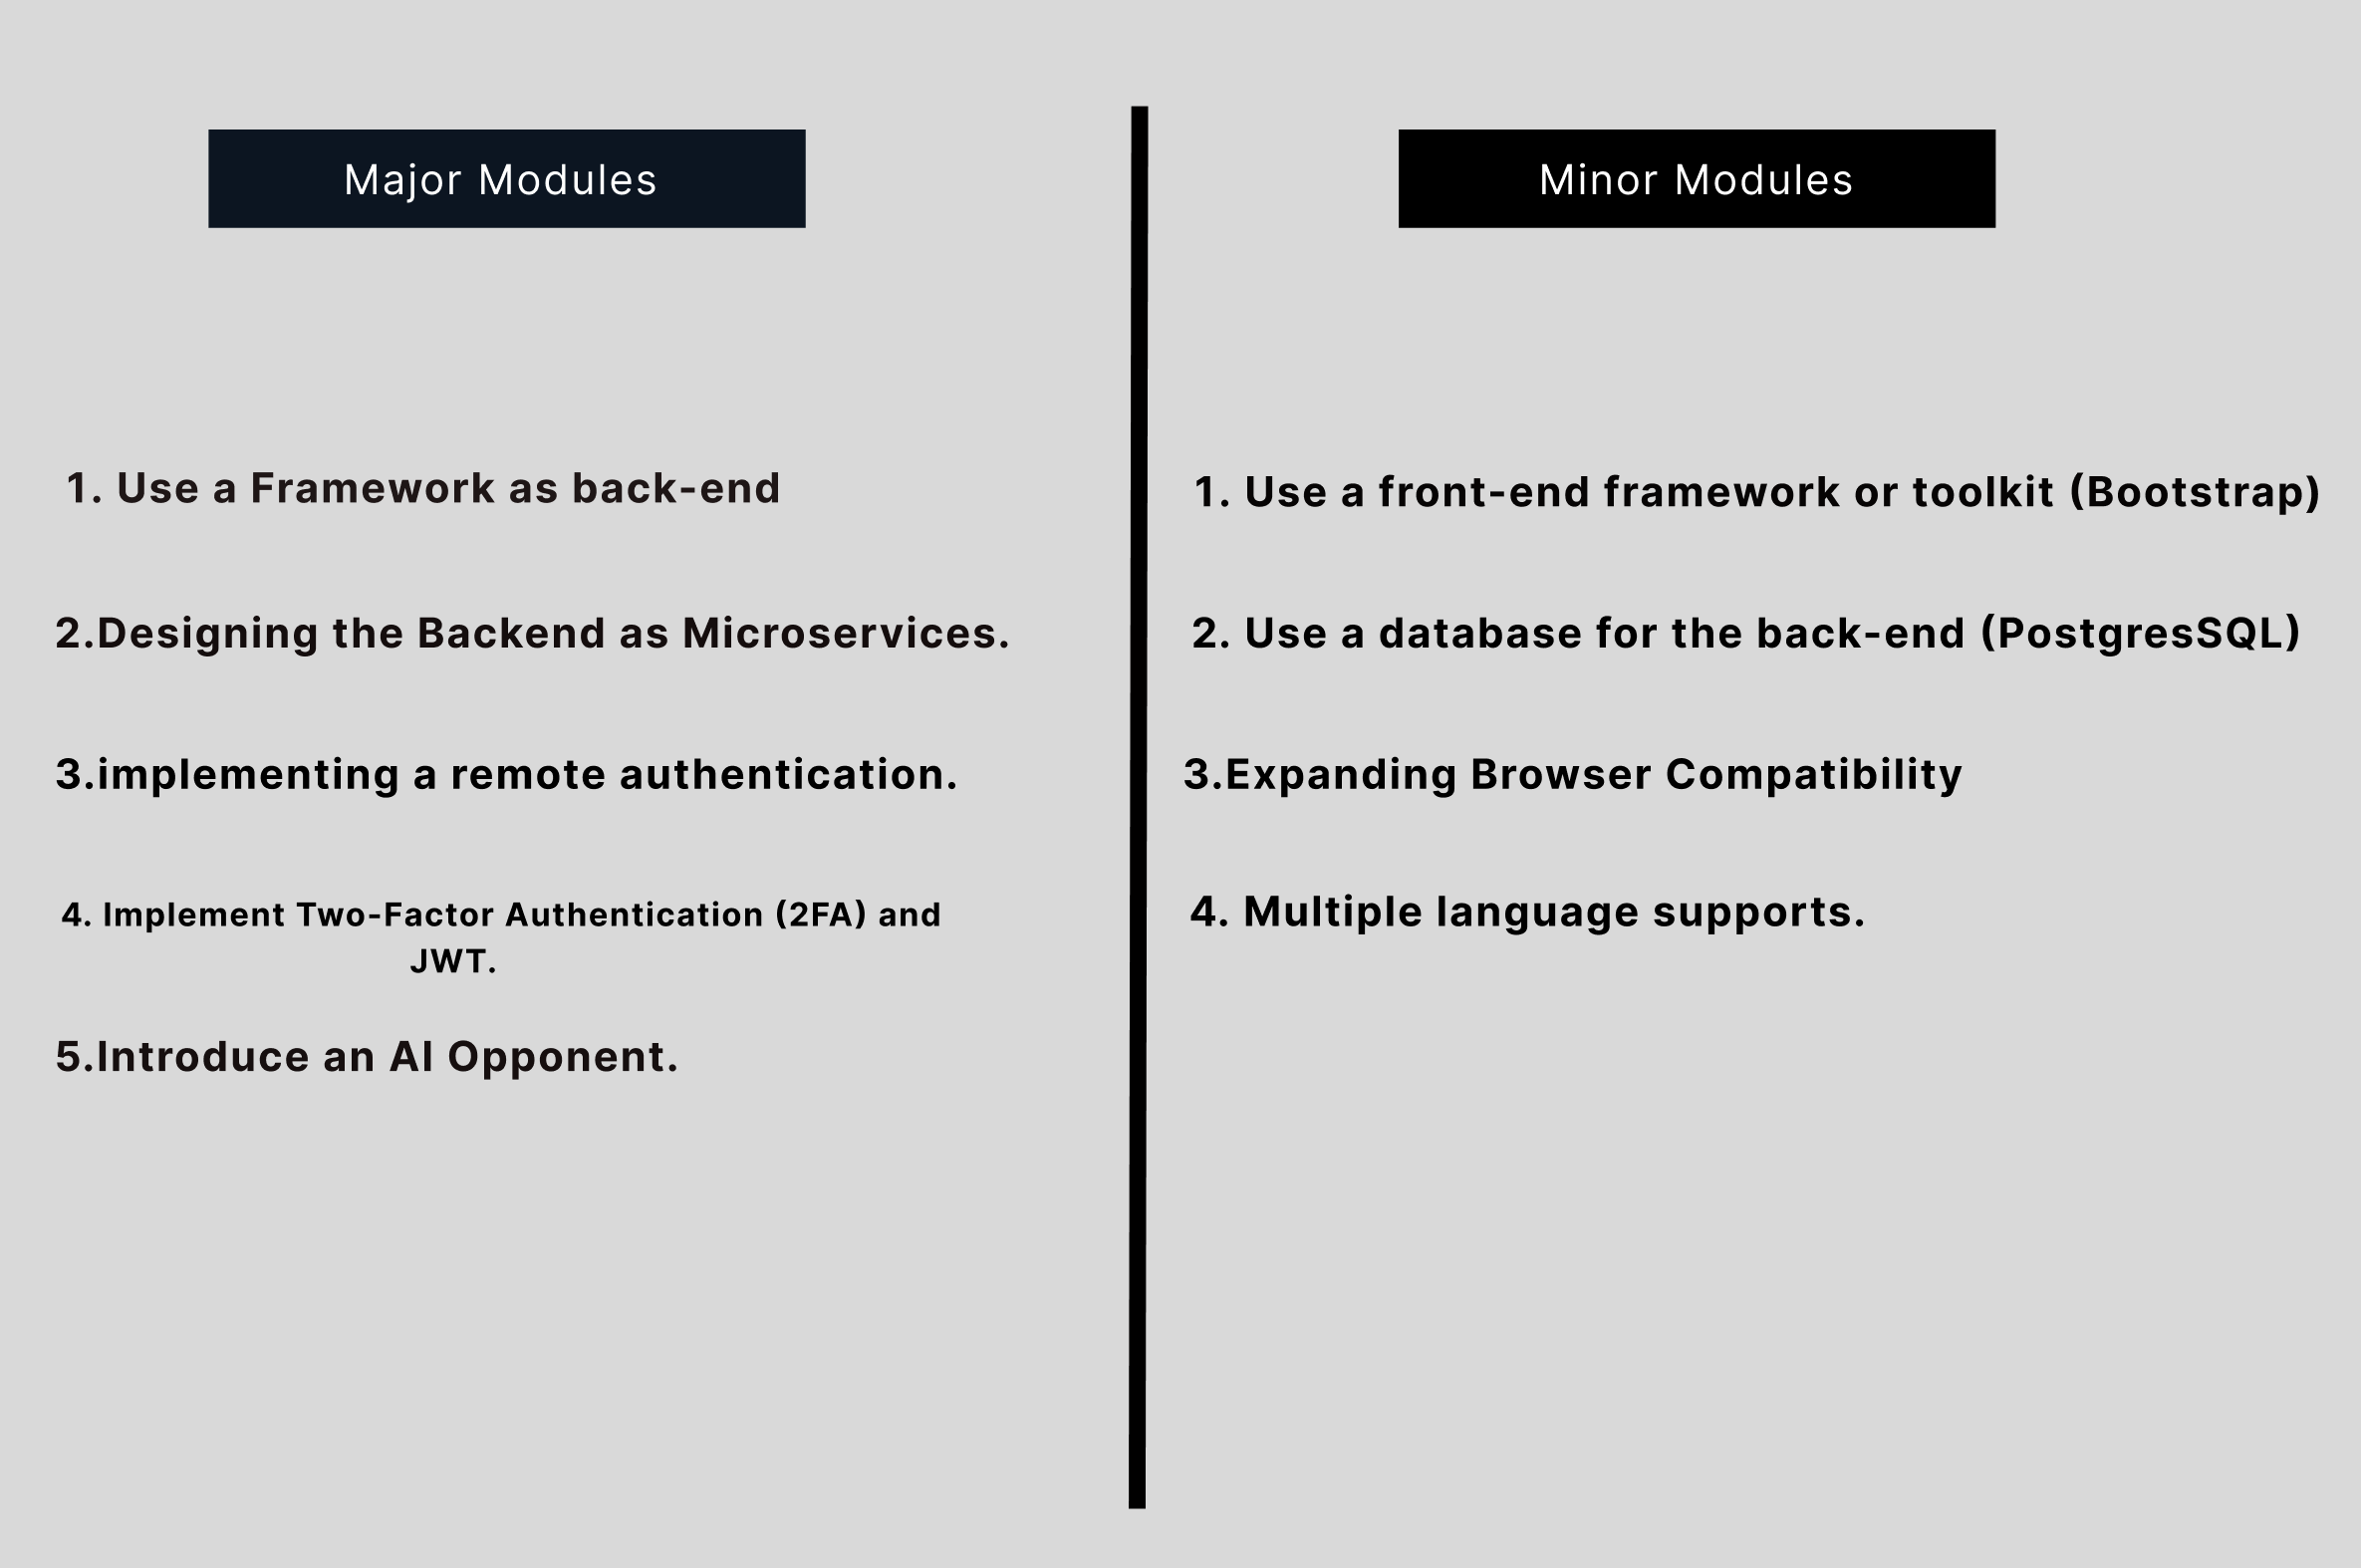 Major Modules
1. Use a Framework as back-end
2.Designing the Backend as Microservices.
3.implementing a remote authentication.
4. Implement Two-Factor Authentication (2FA) and
JWT.
5.Introduce an AI Opponent.
Minor Modules
1. Use a front-end framework or toolkit (Bootstrap)
2. Use a database for the back-end (PostgresSQL)
3.Expanding Browser Compatibility
4. Multiple language supports.